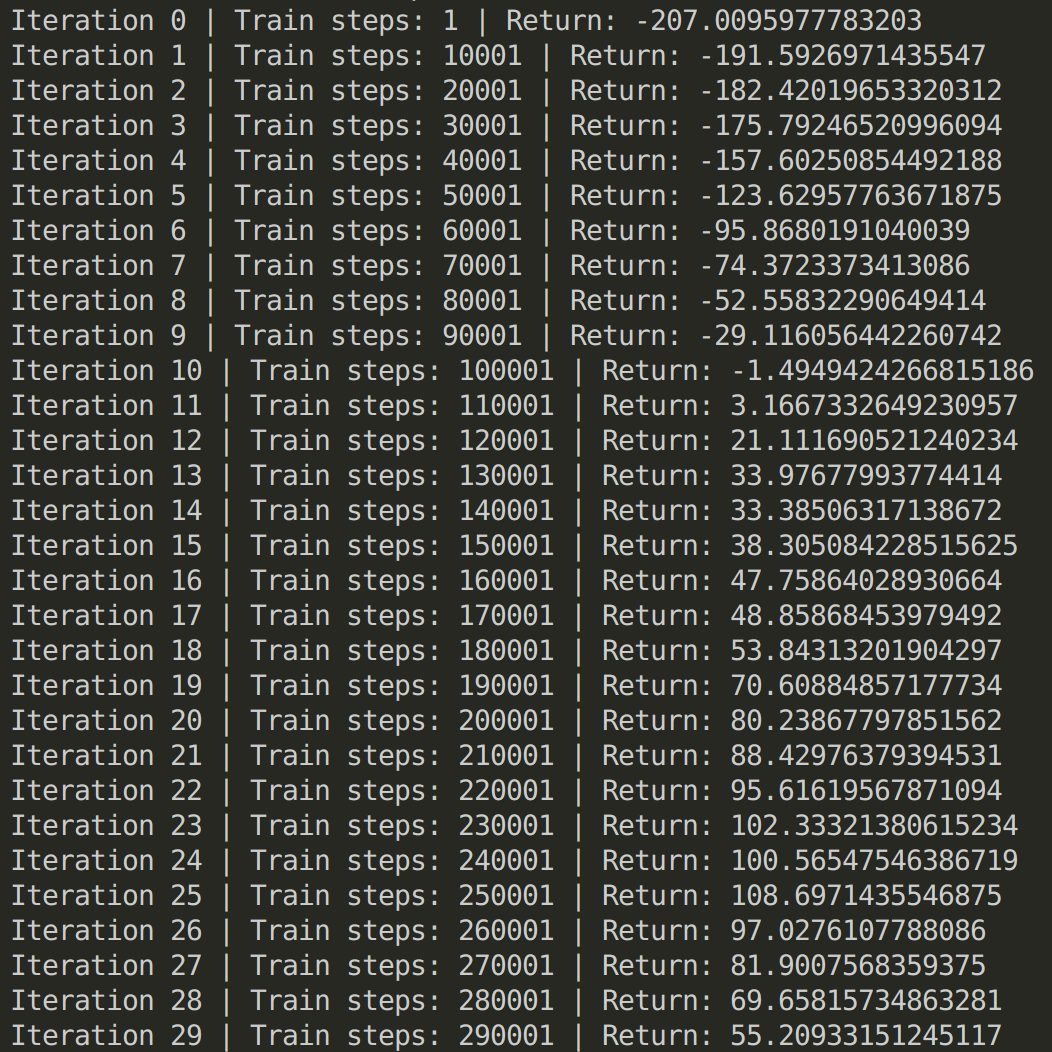 Iteration 0 | Train steps: 1 | Return: -207.0095977783203
Iteration 1 | Train steps: 10001 | Return: -191.5926971435547
Iteration 2 | Train steps: 20001 | Return: -182.42019653320312
Iteration 3 | Train steps: 30001 | Return: -175.79246520996094
Iteration 4 | Train steps: 40001 | Return: -157.60250854492188
Iteration 5 | Train steps: 50001 | Return: -123.62957763671875
Iteration 6 | Train steps: 60001 | Return: -95.8680191040039
Iteration 7 | Train steps: 70001 | Return: -74.3723373413086
Iteration 8 | Train steps: 80001 | Return: -52.55832290649414
Iteration 9 | Train steps: 90001 | Return: -29.116056442260742
Iteration 10 | Train steps: 100001 | Return: -1.4949424266815186
Iteration 11 | Train steps: 110001 | Return: 3.1667332649230957
Iteration 12 | Train steps: 120001 | Return: 21.111690521240234
Iteration 13 | Train steps: 130001 | Return: 33.97677993774414
Iteration 14 | Train steps: 140001 | Return: 33.38506317138672
Iteration 15 | Train steps: 150001 | Return: 38.305084228515625
Iteration 16 | Train steps: 160001 | Return: 47.75864028930664
Iteration 17 | Train steps: 170001 | Return: 48.85868453979492
Iteration 18 | Train steps: 180001 | Return: 53.84313201904297
Iteration 19 | Train steps: 190001 | Return: 70.60884857177734
Iteration 20 | Train steps: 200001 | Return: 80.23867797851562
Iteration 21 | Train steps: 210001 | Return: 88.42976379394531
Iteration 22 | Train steps: 220001 | Return: 95.61619567871094
Iteration 23 | Train steps: 230001 | Return: 102.33321380615234
Iteration 24 | Train steps: 240001 | Return: 100.56547546386719
Iteration 25 | Train steps: 250001 | Return: 108.6971435546875
Iteration 26 | Train steps: 260001 | Return: 97.0276107788086
Iteration 27 | Train steps: 270001 | Return: 81.9007568359375
Iteration 28 | Train steps: 280001 | Return: 69.65815734863281
Iteration 29 | Train steps: 290001 | Return: 55.20933151245117